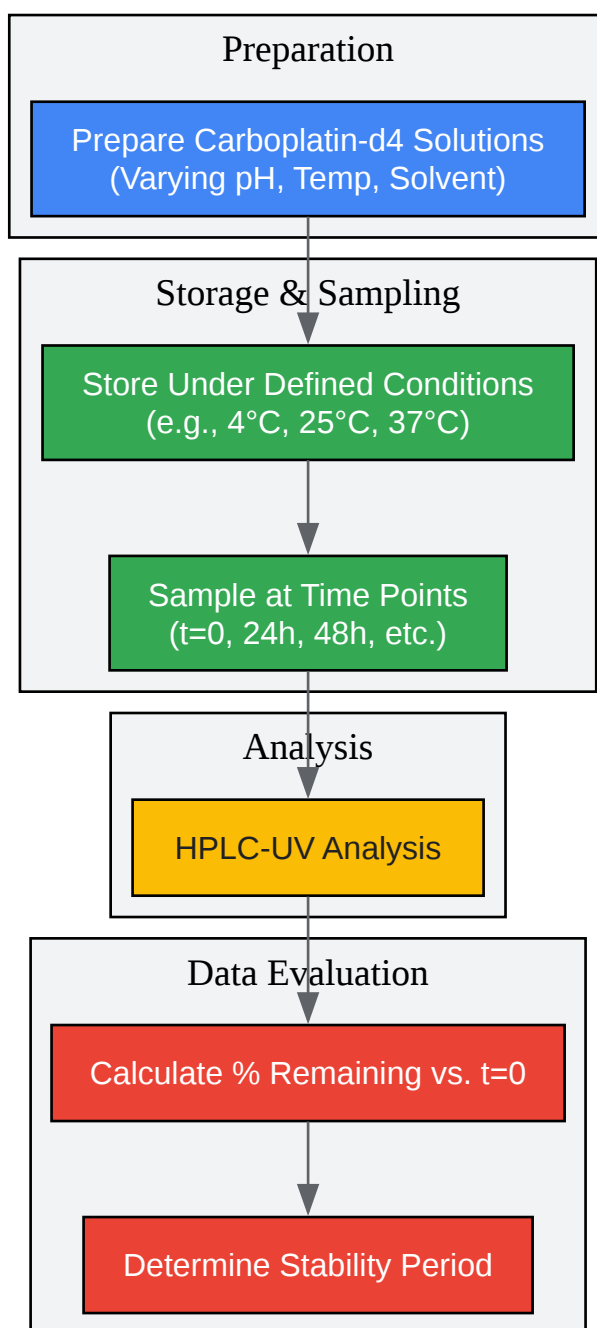 Preparation
Prepare Carboplatin-d4 Solutions
(Varying pH, Temp, Solvent)
Storage & Sampling
Store Under Defined Conditions
(e.g., 4°C, 25°C, 37°C)
Sample at Time Points
(t=0, 24h, 48h, etc.)
Analysis
HPLC-UV Analysis
Data Evaluation
Calculate % Remaining vs. t=0
Determine Stability Period